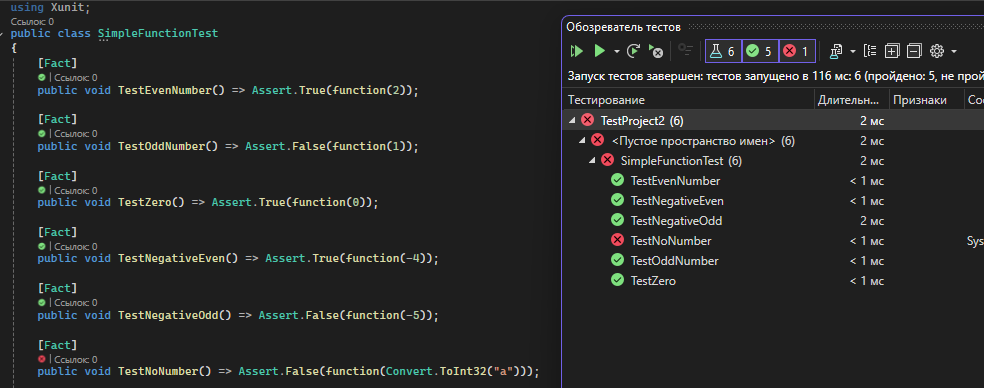 using Xunit;
Ссылок: 0
public class SimpleFunctionTest
{
[Fact]
| Ссылок: 0
public void TestEvenNumber() => Assert.True(function(2));
[Fact]
| Ссылок: 0
public void TestOddNumber() => Assert.False(function(1));
[Fact]
| Ссылок: 0
public void TestZero() => Assert.True(function(0));
[Fact]
| Ссылок: 0
public void TestNegativeEven() => Assert.True(function(-4));
[Fact]
| Ссылок: 0
public void TestNegativeOdd() => Assert.False(function(-5));
[Fact]
| Ссылок: 0
public void TestNoNumber() => Assert.False(function(Convert.ToInt32("a")));
Обозреватель тестов
6 5 1
Запуск тестов завершен: тестов запущено в 116 мс: 6 (пройдено: 5, не прой
Тестирование Длительн... Признаки Соо
TestProject2 (6) 2 мс
<Пустое пространство имен> (6) 2 мс
SimpleFunctionTest (6) 2 мс
TestEvenNumber < 1 мс
TestNegativeEven < 1 мс
TestNegativeOdd 2 мс
TestNoNumber < 1 мс Sys
TestOddNumber < 1 мс
TestZero < 1 мс